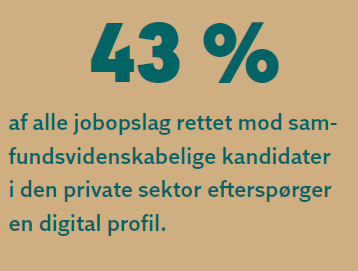 43 %
af alle jobopslag rettet mod sam-
fundsvidenskabelige kandidater
i den private sektor efterspørger
en digital profil.